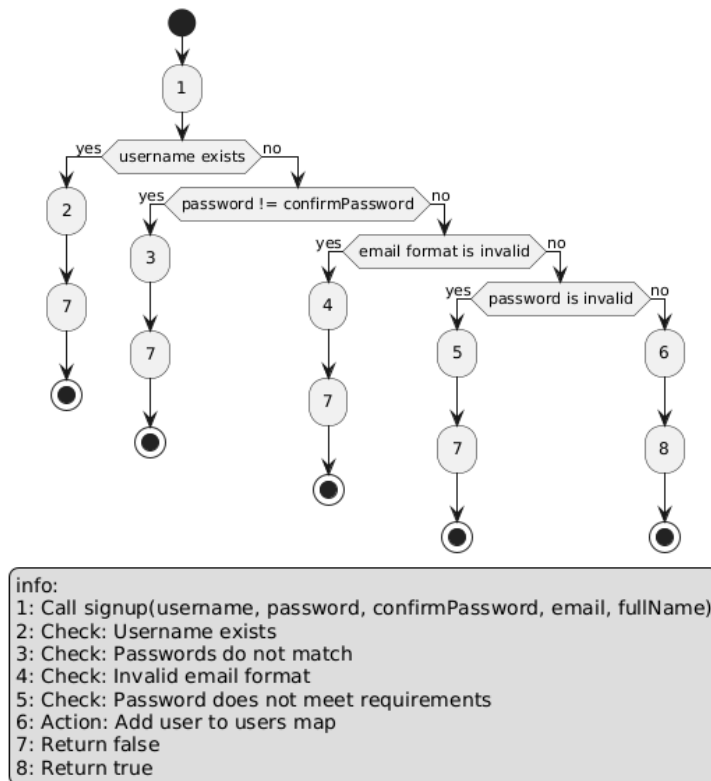 1
yes
username exists
no
2
yes
password != confirmPassword
no
3
yes
email format is invalid
no
7
4
yes
password is invalid
no
7
5
6
7
7
8
info:
1: Call signup(username, password, confirmPassword, email, fullName)
2: Check: Username exists
3: Check: Passwords do not match
4: Check: Invalid email format
5: Check: Password does not meet requirements
6: Action: Add user to users map
7: Return false
8: Return true